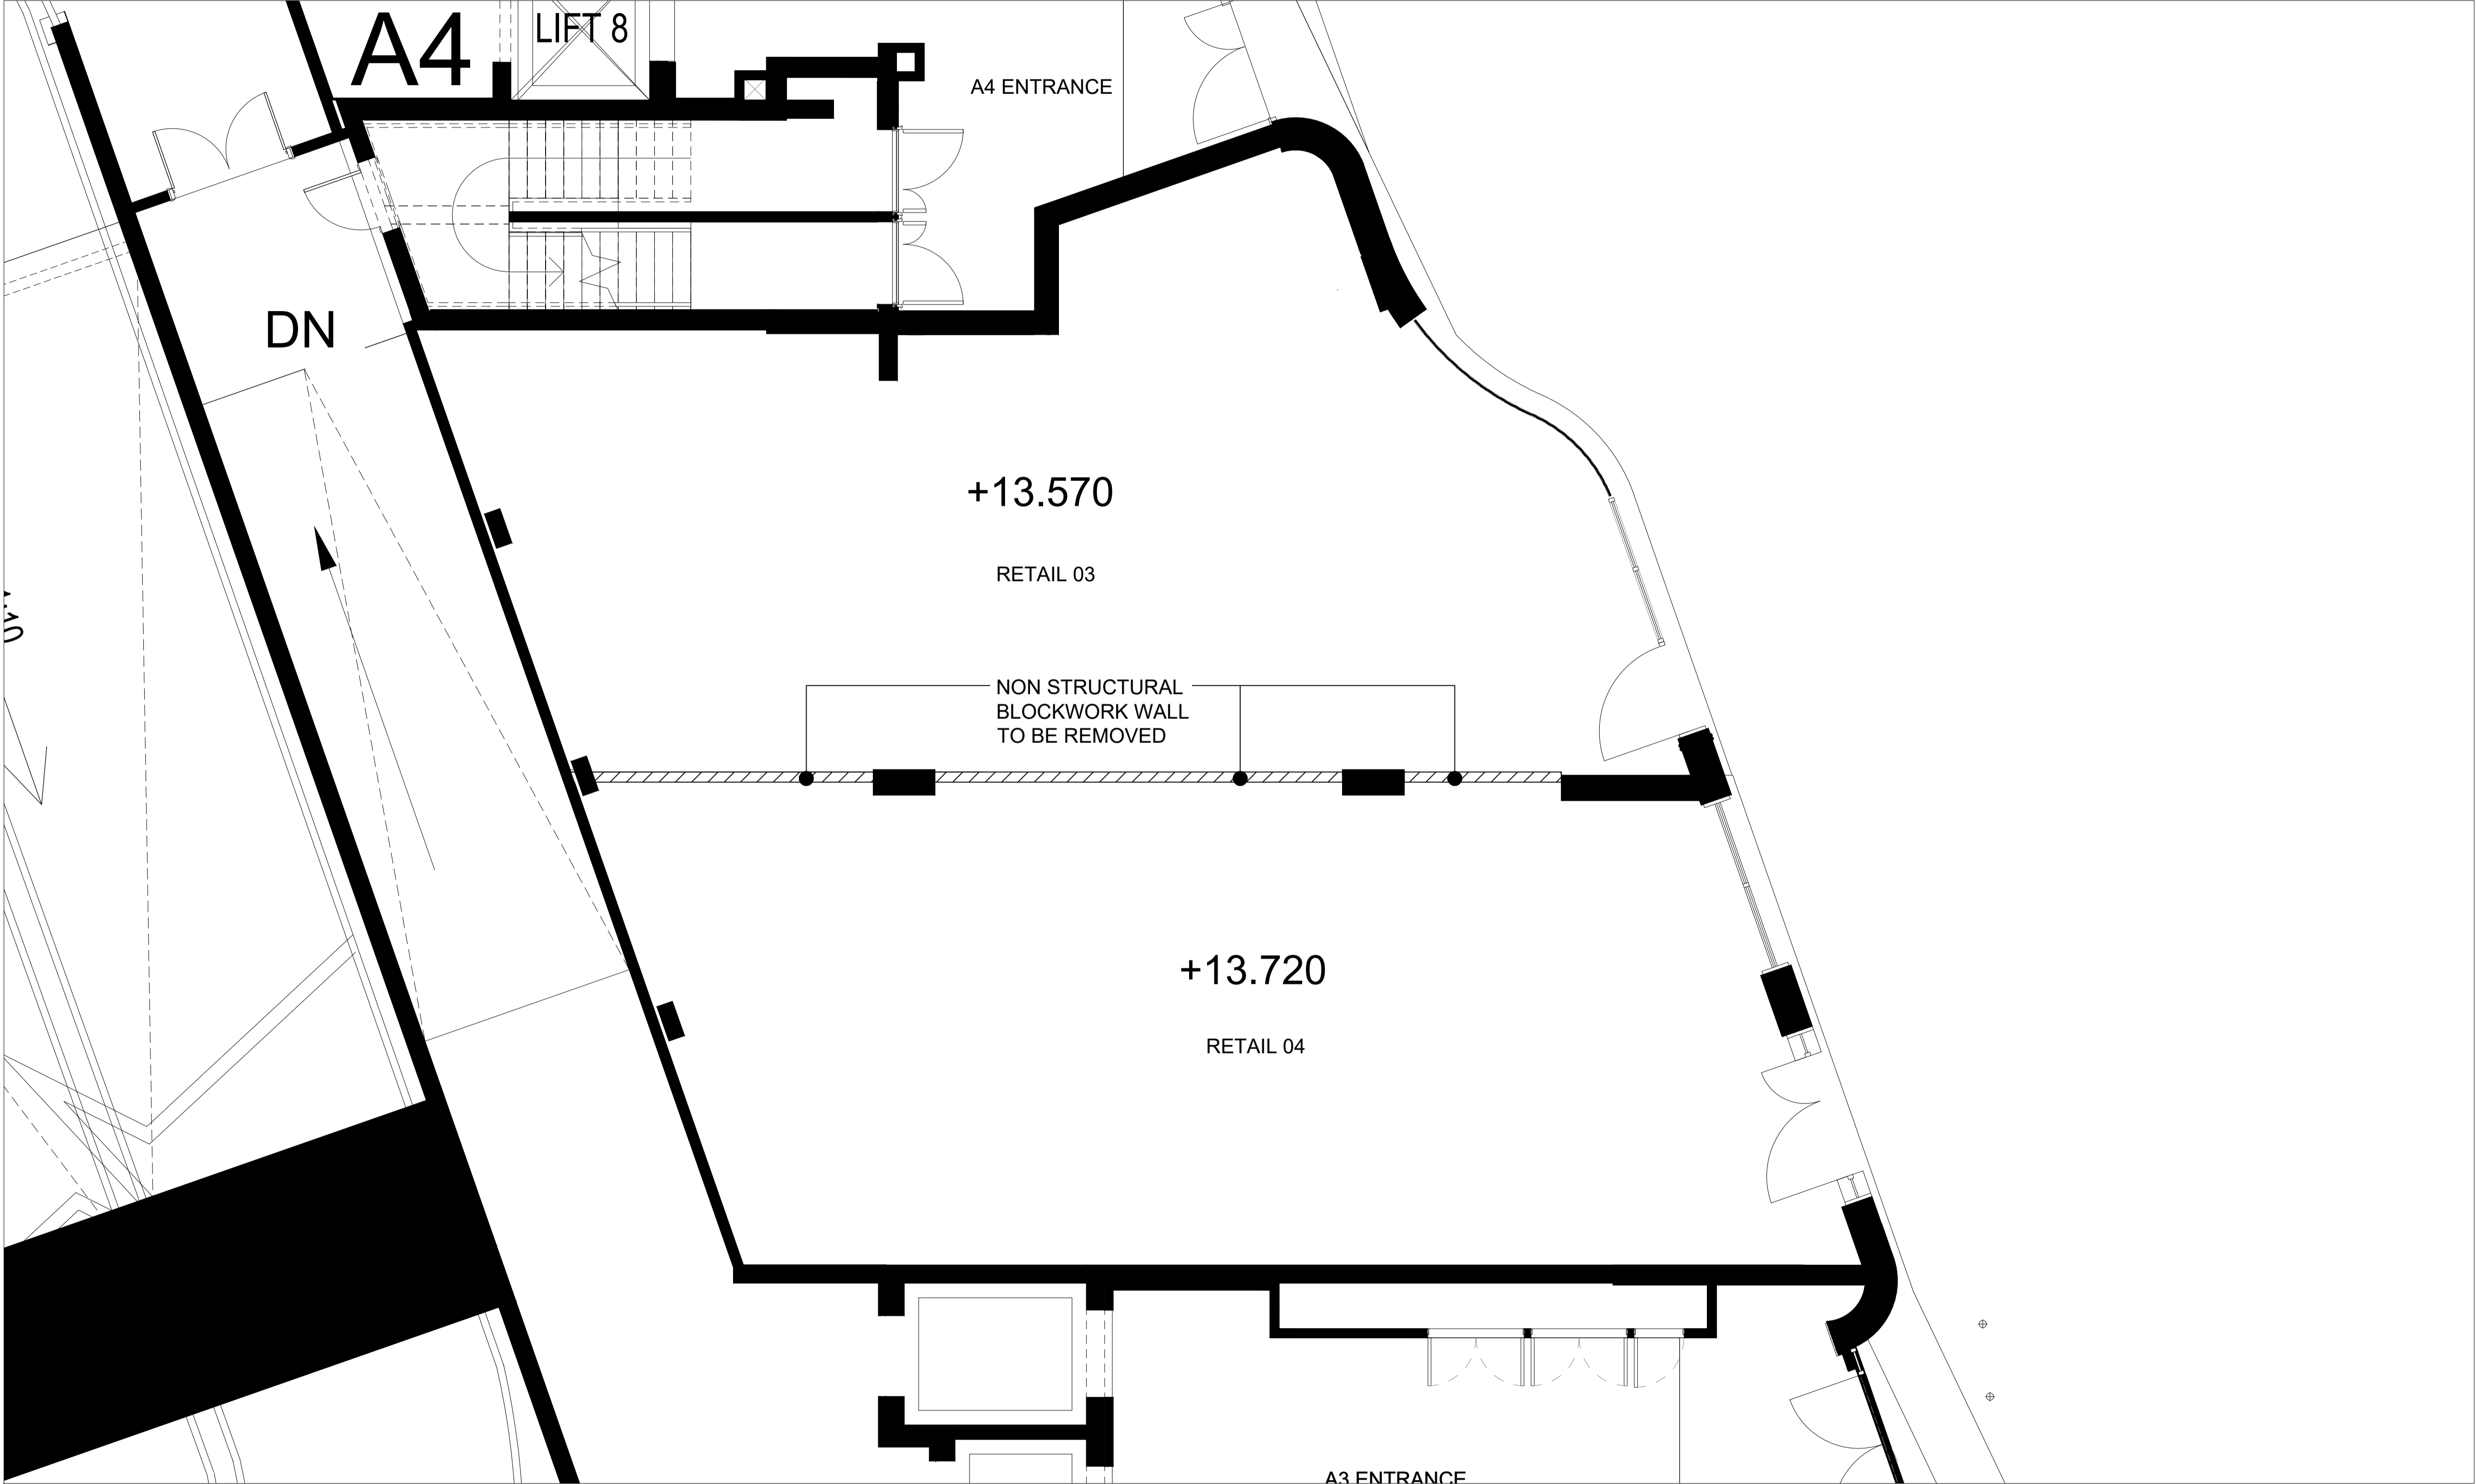 A4
LIFT 8
A4 ENTRANCE
DN
+13.570
RETAIL 03
NON STRUCTURAL
BLOCKWORK WALL
TO BE REMOVED
+13.720
RETAIL 04
A3 ENTRANCE